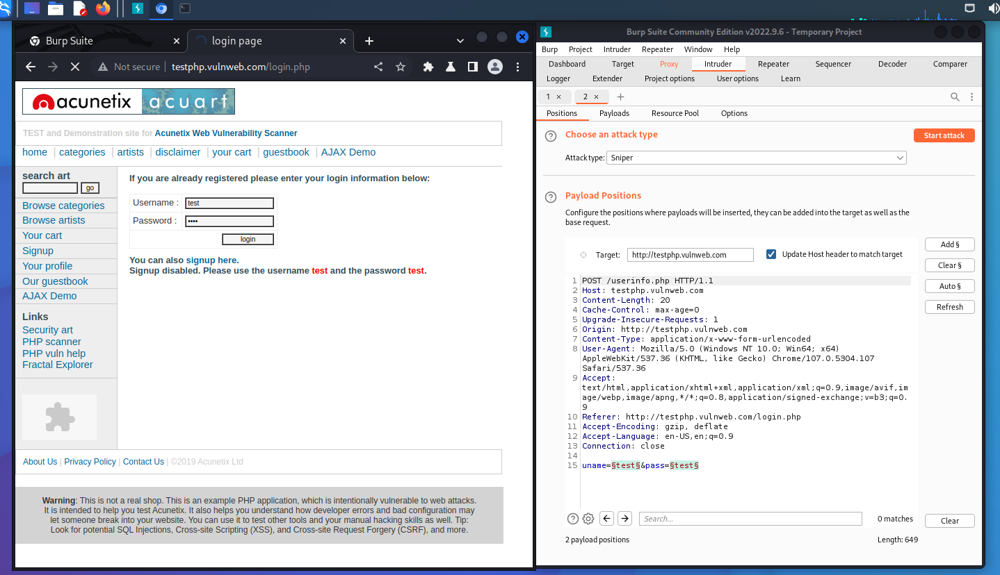 Burp Suite
login page
Not secure
testphp.vulnweb.com/login.php
acunetix
acuart
TEST and Demonstration site for Acunetix Web Vulnerability Scanner
home | categories | artists | disclaimer | your cart | guestbook | AJAX Demo
search art
go
Browse categories
Browse artists
Your cart
Signup
Your profile
Our guestbook
AJAX Demo
Links
Security art
PHP scanner
PHP vuln help
Fractal Explorer
If you are already registered please enter your login information below:
Username : test
Password : ••••
login
You can also signup here.
Signup disabled. Please use the username test and the password test.
About Us | Privacy Policy | Contact Us | ©2019 Acunetix Ltd
Warning: This is not a real shop. This is an example PHP application, which is intentionally vulnerable to web attacks.
It is intended to help you test Acunetix. It also helps you understand how developer errors and bad configuration may
let someone break into your website. You can use it to test other tools and your manual hacking skills as well. Tip:
Look for potential SQL Injections, Cross-site Scripting (XSS), and Cross-site Request Forgery (CSRF), and more.
Burp Suite Community Edition v2022.9.6 - Temporary Project
Burp Project Intruder Repeater Window Help
Dashboard Target Proxy Intruder Repeater Sequencer Decoder Comparer
Logger Extender Project options User options Learn
1 × 2 × +
Positions Payloads Resource Pool Options
Choose an attack type
Start attack
Attack type: Sniper
Payload Positions
Configure the positions where payloads will be inserted, they can be added into the target as well as the
base request.
Target: http://testphp.vulnweb.com
Update Host header to match target
Add §
Clear §
Auto §
Refresh
1 POST /userinfo.php HTTP/1.1
2 Host: testphp.vulnweb.com
3 Content-Length: 20
4 Cache-Control: max-age=0
5 Upgrade-Insecure-Requests: 1
6 Origin: http://testphp.vulnweb.com
7 Content-Type: application/x-www-form-urlencoded
8 User-Agent: Mozilla/5.0 (Windows NT 10.0; Win64; x64)
AppleWebKit/537.36 (KHTML, like Gecko) Chrome/107.0.5304.107
Safari/537.36
9 Accept:
text/html,application/xhtml+xml,application/xml;q=0.9,image/avif,im
age/webp,image/apng,*/*;q=0.8,application/signed-exchange;v=b3;q=0.
9
10 Referer: http://testphp.vulnweb.com/login.php
11 Accept-Encoding: gzip, deflate
12 Accept-Language: en-US,en;q=0.9
13 Connection: close
14
15 uname=§test§&pass=§test§
Search...
0 matches
Clear
2 payload positions
Length: 649